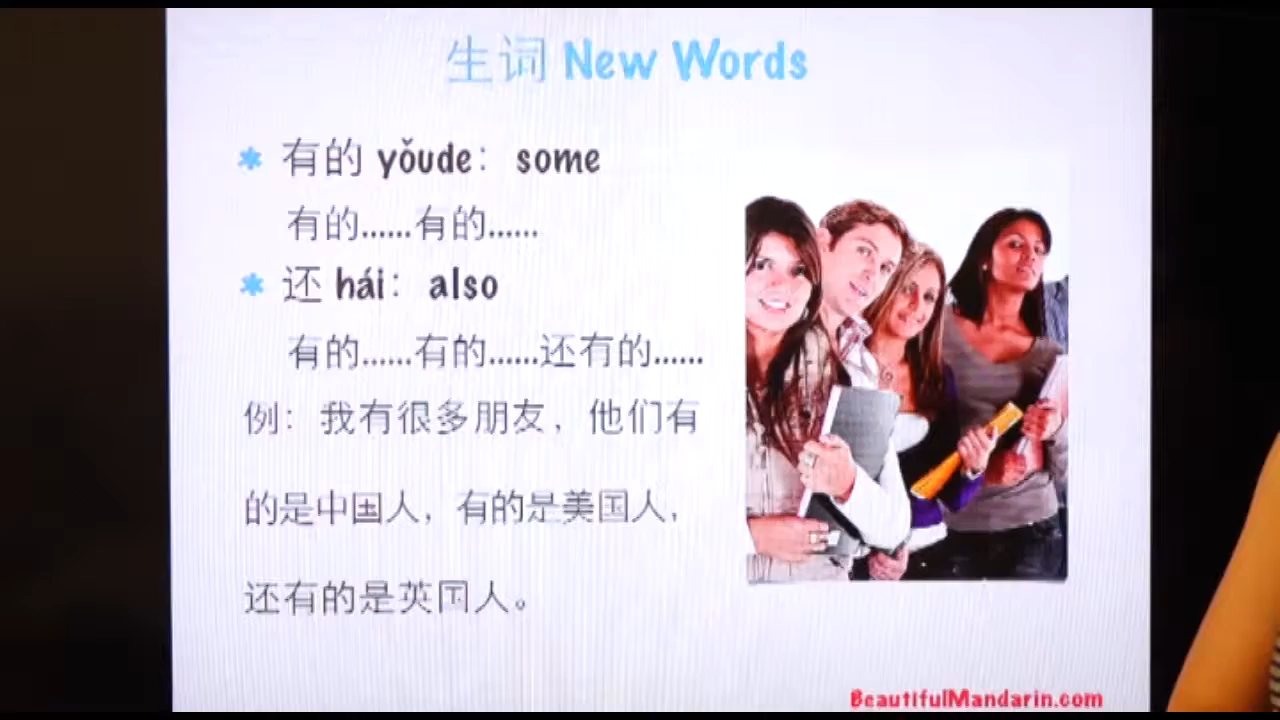 生词 New Words
有的 yǒude：some
有的……有的……
还 hái：also
有的……有的……还有的……
例：我有很多朋友，他们有
的是中国人，有的是美国人，
还有的是英国人。
BeautifulMandarin.com